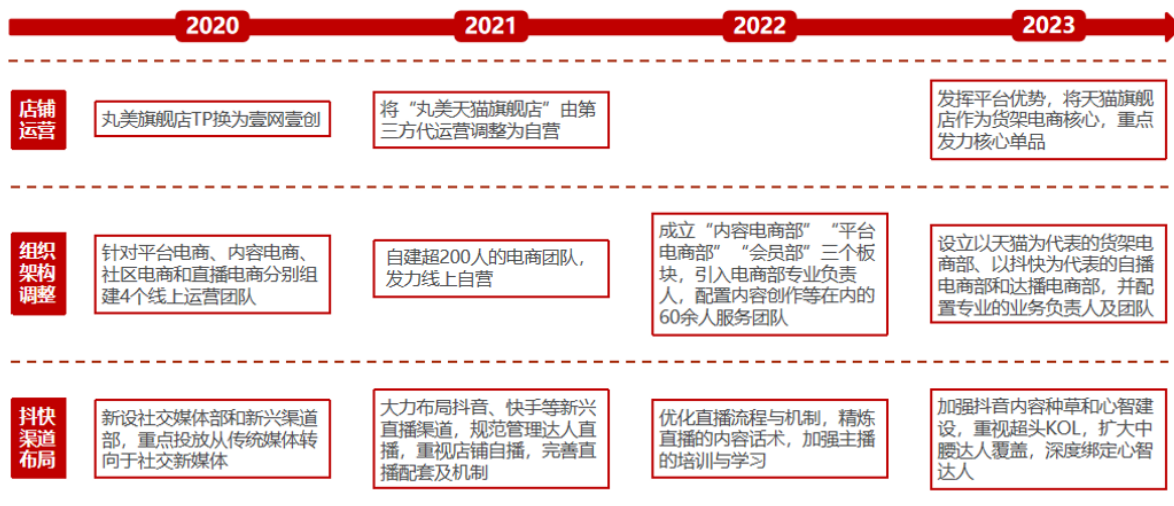 2020
2021
2022
2023
店铺
运营
丸美旗舰店TP换为壹网壹创
将“丸美天猫旗舰店”由第
三方代运营调整为自营
发挥平台优势，将天猫旗舰
店作为货架电商核心，重点
发力核心单品
组织
架构
调整
针对平台电商、内容电商、
社区电商和直播电商分别组
建4个线上运营团队
自建超200人的电商团队，
发力线上自营
成立“内容电商部”“平台
电商部”“会员部”三个板
块，引入电商部专业负责
人，配置内容创作等在内的
60余人服务团队
设立以天猫为代表的货架电
商部、以抖快为代表的自播
电商部和达播电商部，并配
置专业的业务负责人及团队
抖快
渠道
布局
新设社交媒体部和新兴渠道
部，重点投放从传统媒体转
向于社交新媒体
大力布局抖音、快手等新兴
直播渠道，规范管理达人直
播，重视店铺自播，完善直
播配套及机制
优化直播流程与机制，精炼
直播的内容话术，加强主播
的培训与学习
加强抖音内容种草和心智建
设，重视超头KOL，扩大中
腰达人覆盖，深度绑定心智
达人